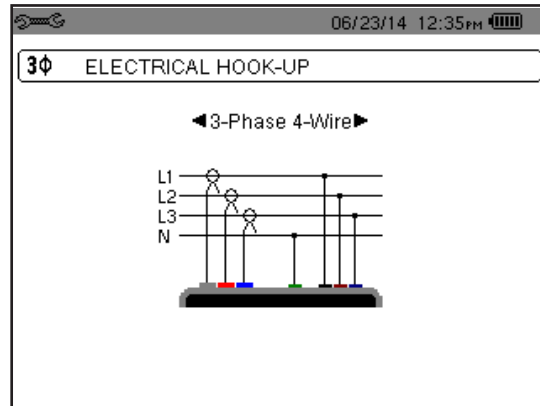 06/23/14 12:35PM
3Φ ELECTRICAL HOOK-UP
◄3-Phase 4-Wire►
L1
L2
L3
N